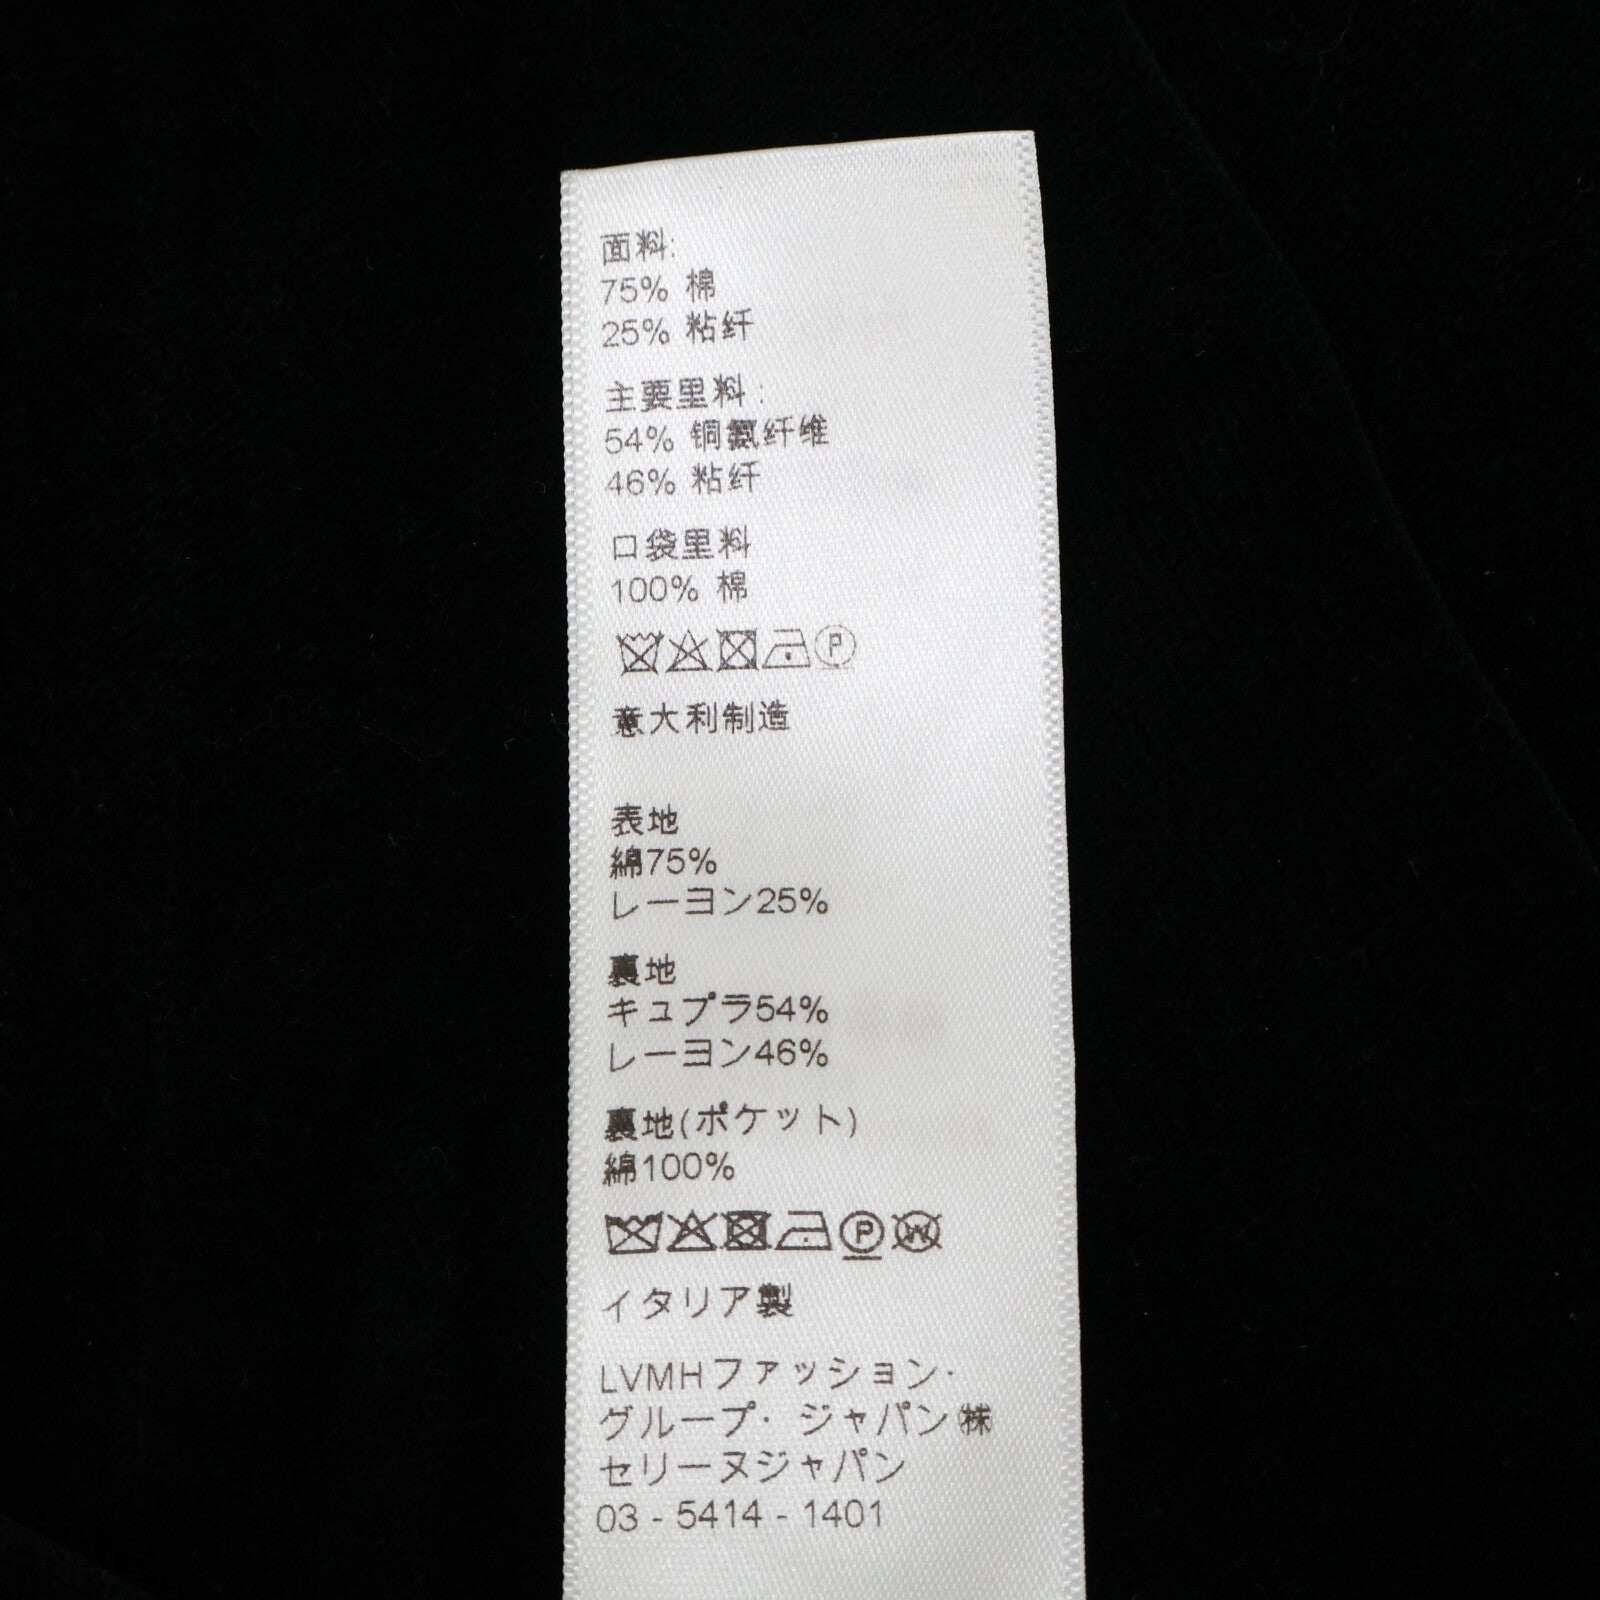 面料:
75% 棉
25% 粘纤
主要里料:
54% 铜氨纤维
46% 粘纤
口袋里料
100% 棉
P
意大利制造
表地
綿75%
レーヨン25%
裏地
キュプラ54%
レーヨン46%
裏地(ポケット)
綿100%
P W
イタリア製
LVMHファッション・
グループ・ジャパン㈱
セリーヌジャパン
03 - 5414 - 1401